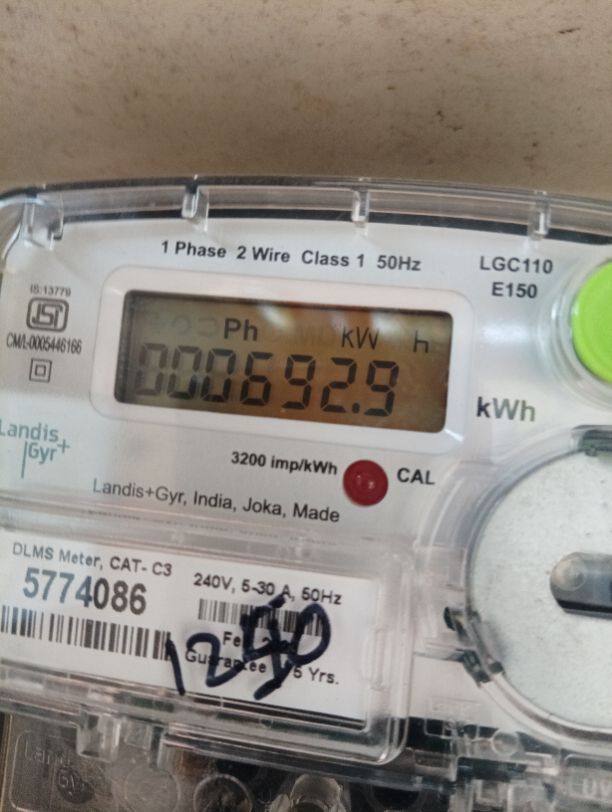 1 Phase 2 Wire Class 1 50Hz
LGC110
E150
IS:13779
ISI
CM/L-0005446166
Ph kW h
000692.9
kWh
Landis+
Gyr
3200 imp/kWh
CAL
Landis+Gyr, India, Joka, Made
DLMS Meter, CAT- C3
5774086
240V, 5-30 A, 50Hz
Guarantee 5 Yrs.